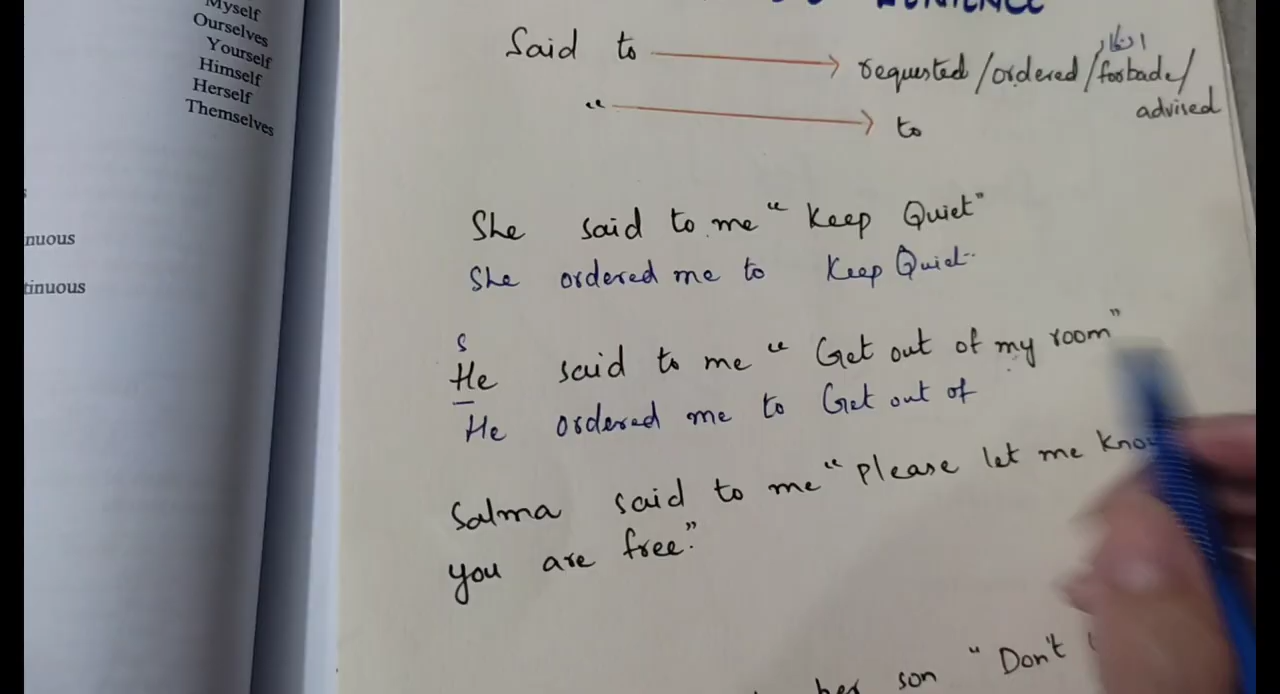 Myself
Ourselves
Yourself
Himself
Herself
Themselves
nuous
tinuous
Said to → requested/ordered/forbade/
انکار
advised
" → to
She said to me "Keep Quiet"
She ordered me to Keep Quiet.
S
He said to me "Get out of my room"
He ordered me to Get out of
Salma said to me "Please let me
you are free."
her son "Don't